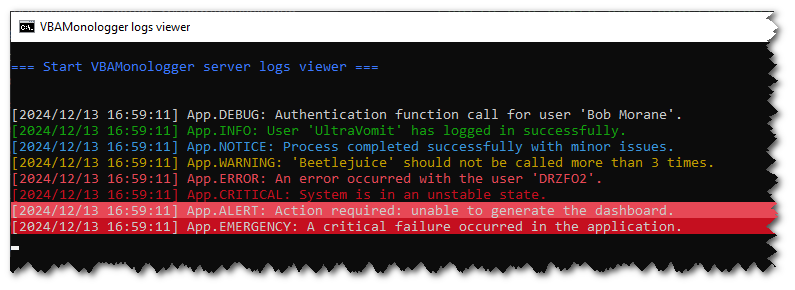 VBAMonologger logs viewer
=== Start VBAMonologger server logs viewer ===
[2024/12/13 16:59:11] App.DEBUG: Authentication function call for user 'Bob Morane'.
[2024/12/13 16:59:11] App.INFO: User 'UltraVomit' has logged in successfully.
[2024/12/13 16:59:11] App.NOTICE: Process completed successfully with minor issues.
[2024/12/13 16:59:11] App.WARNING: 'Beetlejuice' should not be called more than 3 times.
[2024/12/13 16:59:11] App.ERROR: An error occurred with the user 'DRZFO2'.
[2024/12/13 16:59:11] App.CRITICAL: System is in an unstable state.
[2024/12/13 16:59:11] App.ALERT: Action required: unable to generate the dashboard.
[2024/12/13 16:59:11] App.EMERGENCY: A critical failure occurred in the application.